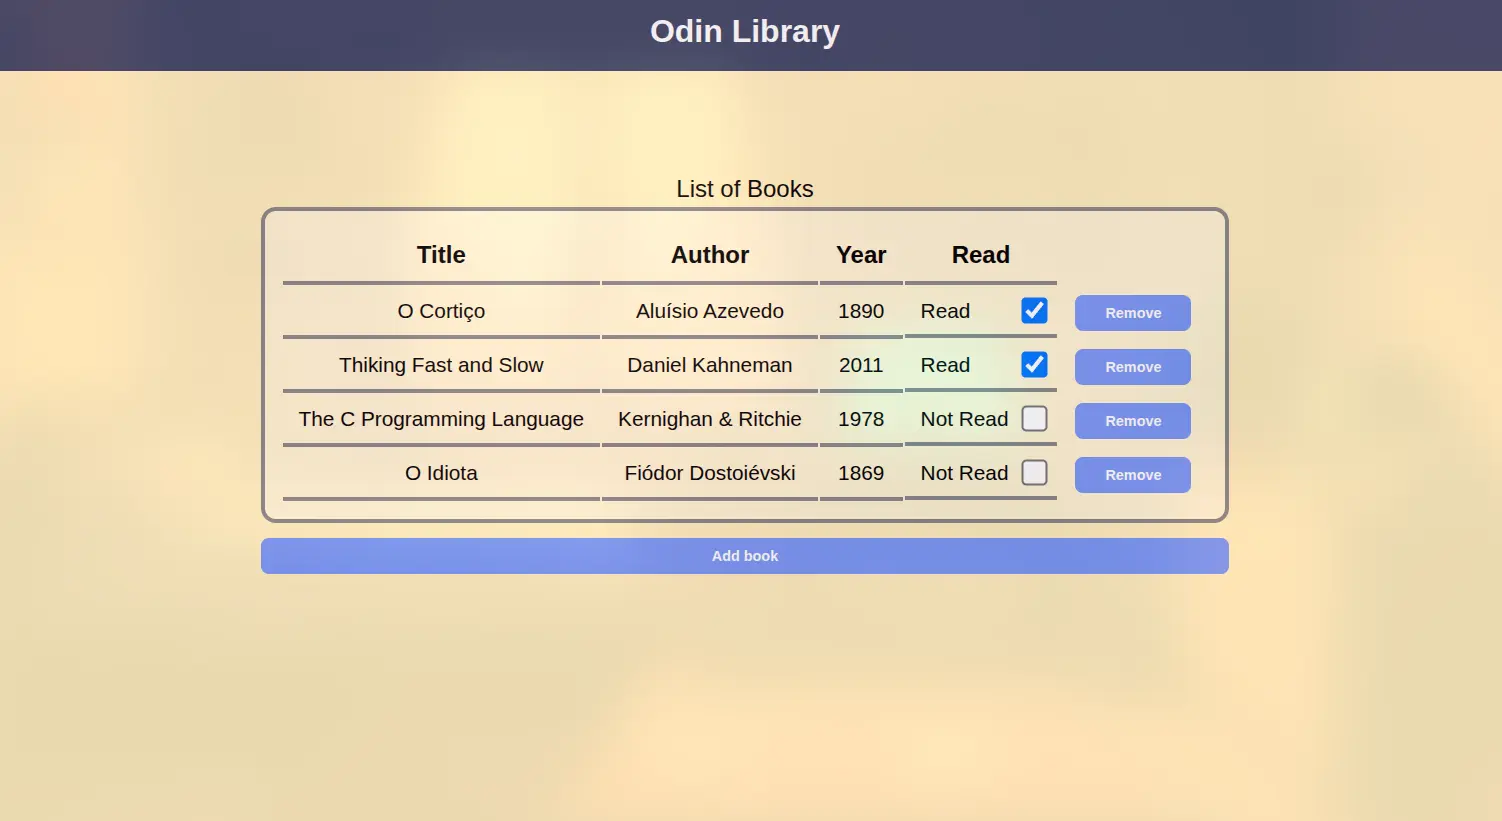 Odin Library
List of Books
Title Author Year Read
O Cortiço Aluísio Azevedo 1890 Read Remove
Thiking Fast and Slow Daniel Kahneman 2011 Read Remove
The C Programming Language Kernighan & Ritchie 1978 Not Read Remove
O Idiota Fiódor Dostoiévski 1869 Not Read Remove
Add book